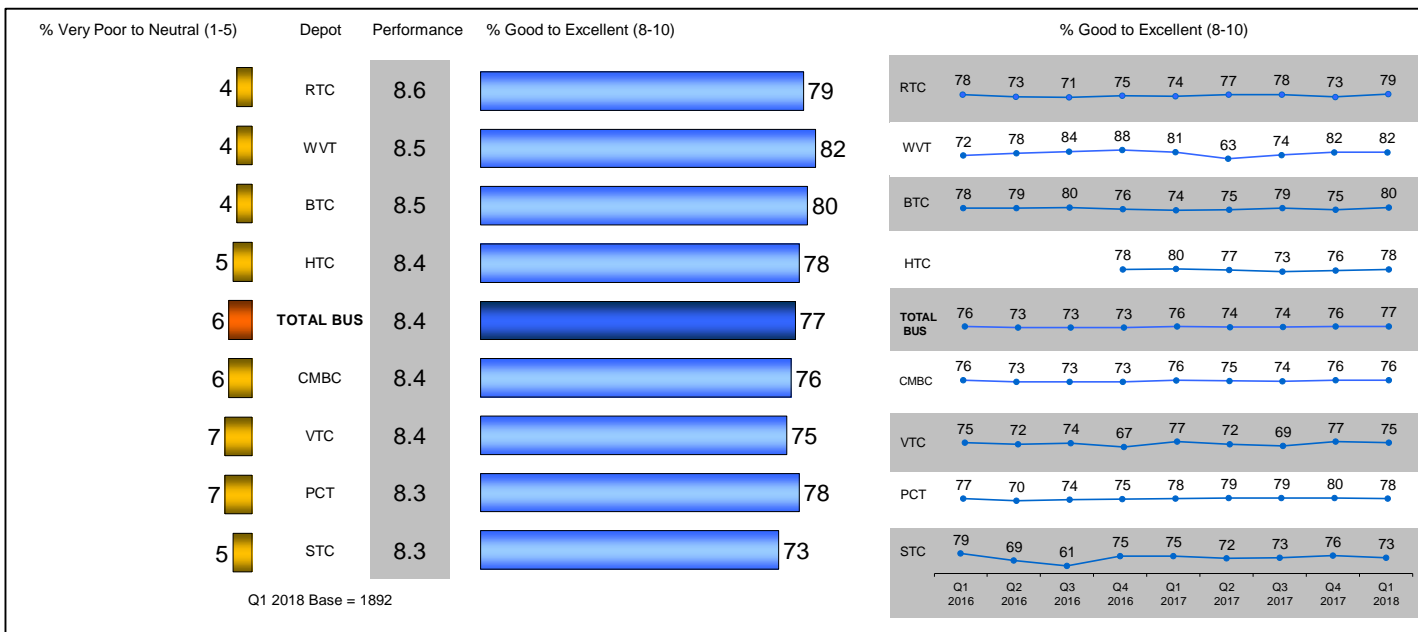 % Very Poor to Neutral (1-5) Depot Performance % Good to Excellent (8-10) % Good to Excellent (8-10)
4 RTC 8.6 79
4 WVT 8.5 82
4 BTC 8.5 80
5 HTC 8.4 78
6 TOTAL BUS 8.4 77
6 CMBC 8.4 76
7 VTC 8.4 75
7 PCT 8.3 78
5 STC 8.3 73
Q1 2018 Base = 1892
RTC 78 73 71 75 74 77 78 73 79
WVT 72 78 84 88 81 63 74 82 82
BTC 78 79 80 76 74 75 79 75 80
HTC 78 80 77 73 76 78
TOTAL 76 73 73 73 76 74 74 76 77
BUS
CMBC 76 73 73 73 76 75 74 76 76
VTC 75 72 74 67 77 72 69 77 75
PCT 77 70 74 75 78 79 79 80 78
STC 79 69 61 75 75 72 73 76 73
Q1 Q2 Q3 Q4 Q1 Q2 Q3 Q4 Q1
2016 2016 2016 2016 2017 2017 2017 2017 2018